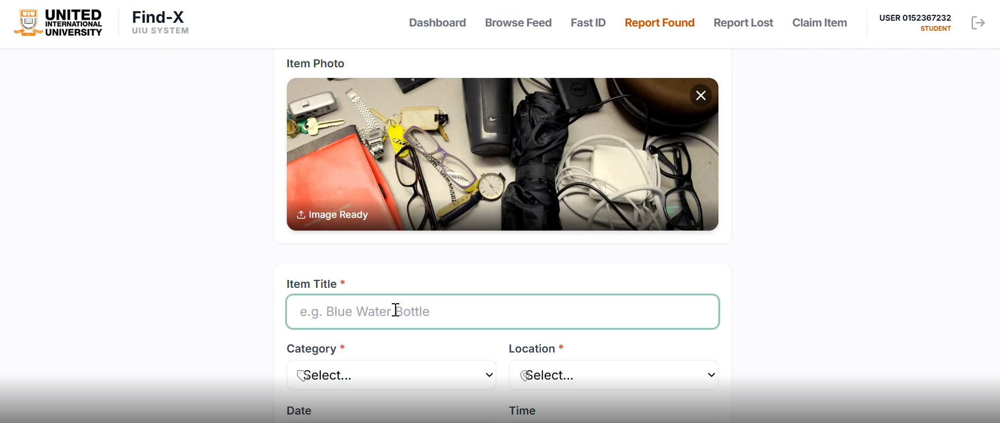 UNITED
INTERNATIONAL
UNIVERSITY
Find-X
UIU SYSTEM
Dashboard
Browse Feed
Fast ID
Report Found
Report Lost
Claim Item
USER 0152367232
STUDENT
Item Photo
Image Ready
Item Title *
e.g. Blue Water Bottle
Category *
Location *
Select...
Select...
Date
Time